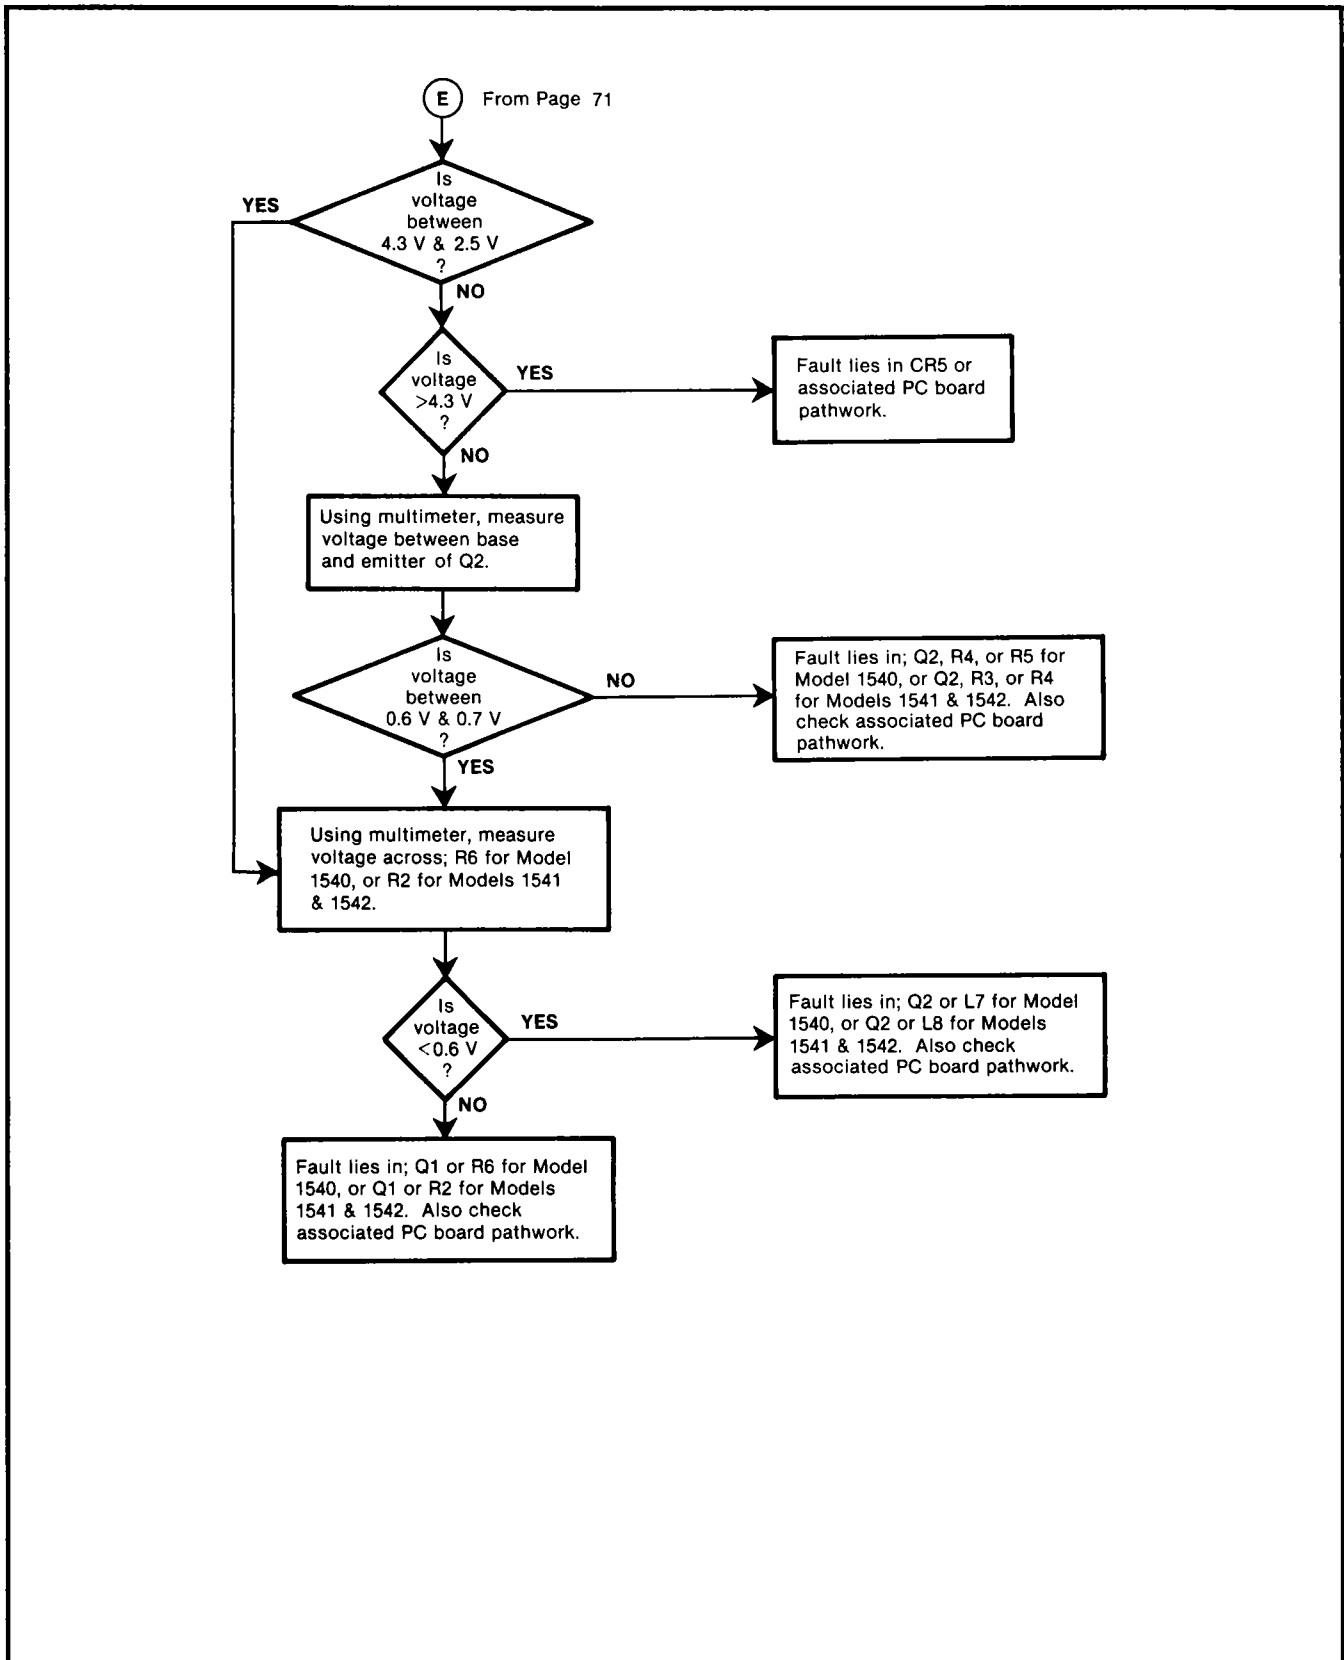 E From Page 71
Is
voltage
between
4.3 V & 2.5 V
?
YES
NO
Is
voltage
>4.3 V
?
YES
Fault lies in CR5 or
associated PC board
pathwork.
NO
Using multimeter, measure
voltage between base
and emitter of Q2.
Is
voltage
between
0.6 V & 0.7 V
?
NO
Fault lies in; Q2, R4, or R5 for
Model 1540, or Q2, R3, or R4
for Models 1541 & 1542. Also
check associated PC board
pathwork.
YES
Using multimeter, measure
voltage across; R6 for Model
1540, or R2 for Models 1541
& 1542.
Is
voltage
<0.6 V
?
YES
Fault lies in; Q2 or L7 for Model
1540, or Q2 or L8 for Models
1541 & 1542. Also check
associated PC board pathwork.
NO
Fault lies in; Q1 or R6 for Model
1540, or Q1 or R2 for Models
1541 & 1542. Also check
associated PC board pathwork.